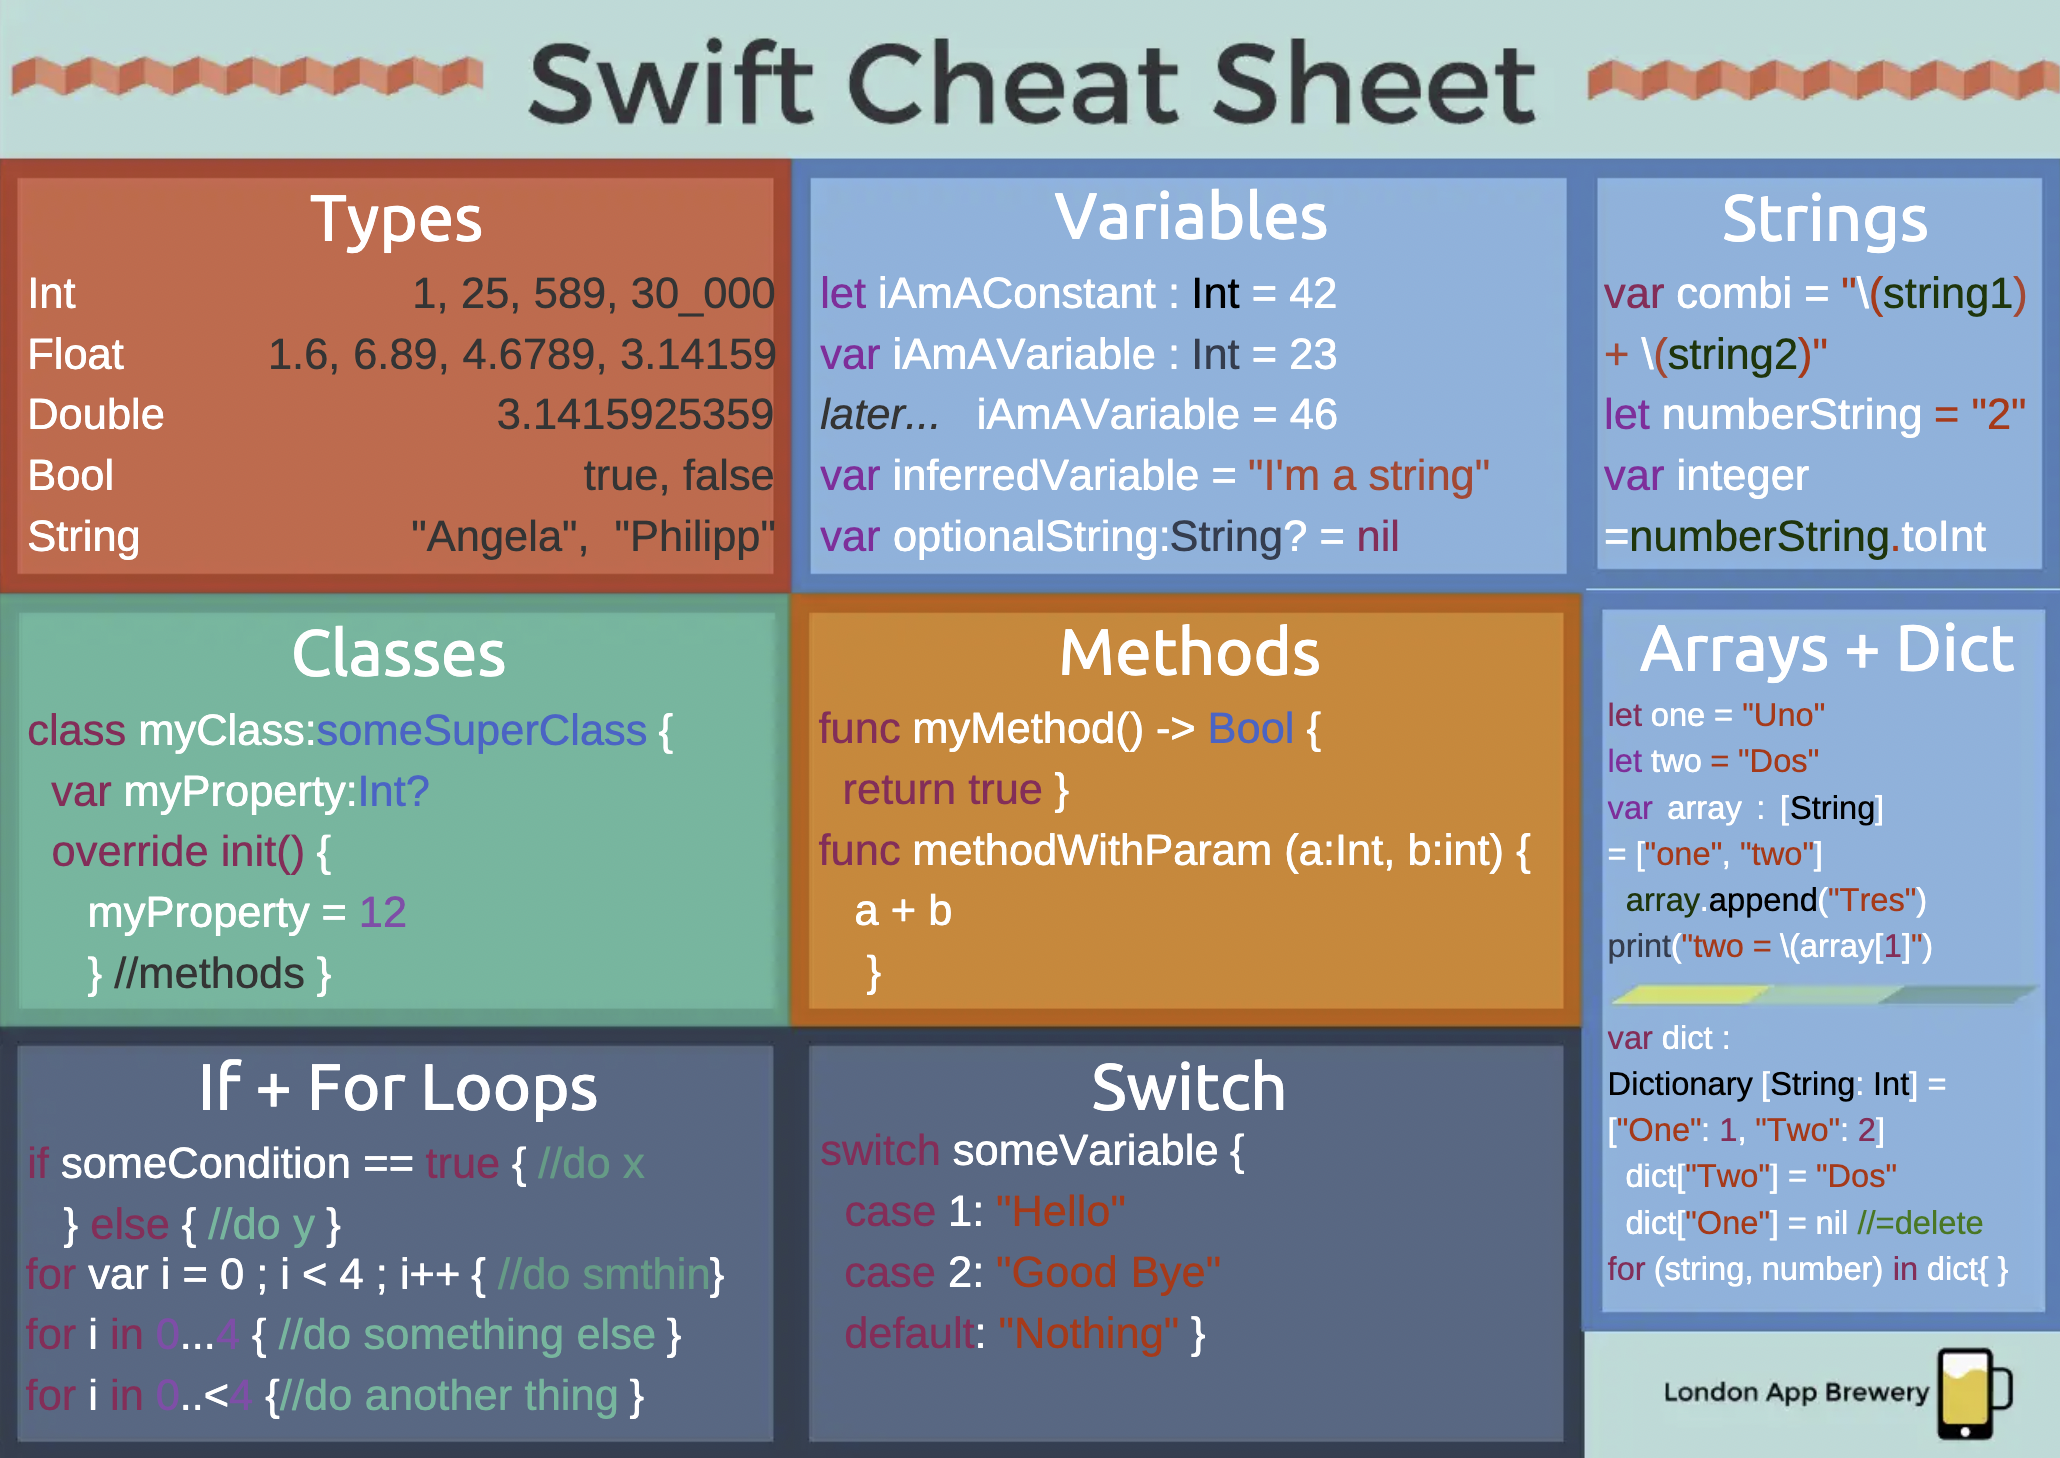 Swift Cheat Sheet
Types
Int 1, 25, 589, 30_000
Float 1.6, 6.89, 4.6789, 3.14159
Double 3.1415925359
Bool true, false
String "Angela", "Philipp"
Variables
let iAmAConstant : Int = 42
var iAmAVariable : Int = 23
later... iAmAVariable = 46
var inferredVariable = "I'm a string"
var optionalString:String? = nil
Strings
var combi = "\(string1)
+ \(string2)"
let numberString = "2"
var integer
=numberString.toInt
Classes
class myClass:someSuperClass {
var myProperty:Int?
override init() {
myProperty = 12
} //methods }
Methods
func myMethod() -> Bool {
return true }
func methodWithParam (a:Int, b:int) {
a + b
}
Arrays + Dict
let one = "Uno"
let two = "Dos"
var array : [String]
= ["one", "two"]
array.append("Tres")
print("two = \(array[1]")
var dict :
Dictionary [String: Int] =
["One": 1, "Two": 2]
dict["Two"] = "Dos"
dict["One"] = nil //=delete
for (string, number) in dict{ }
If + For Loops
if someCondition == true { //do x
} else { //do y }
for var i = 0 ; i < 4 ; i++ { //do smthin}
for i in 0...4 { //do something else }
for i in 0..<4 {//do another thing }
Switch
switch someVariable {
case 1: "Hello"
case 2: "Good Bye"
default: "Nothing" }
London App Brewery